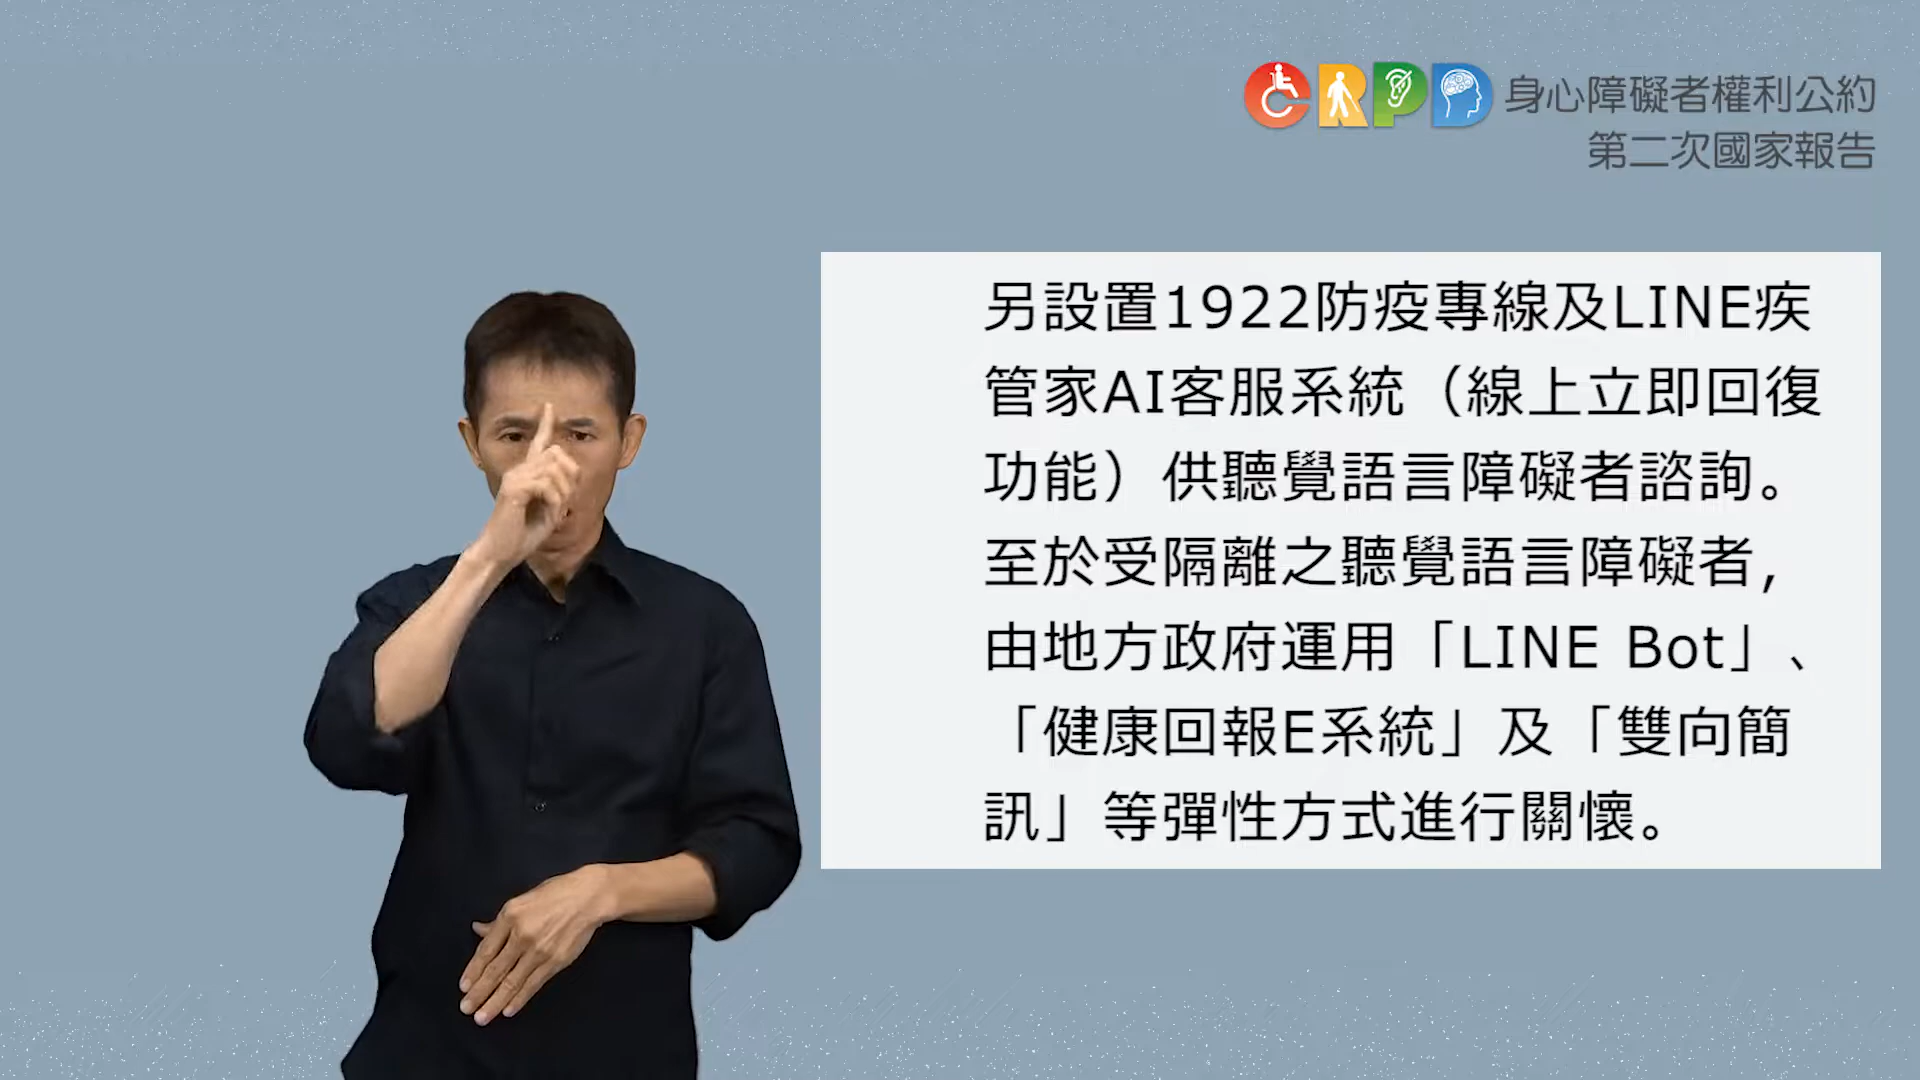 CRPD 身心障礙者權利公約
第二次國家報告
另設置1922防疫專線及LINE疾
管家AI客服系統（線上立即回復
功能）供聽覺語言障礙者諮詢。
至於受隔離之聽覺語言障礙者，
由地方政府運用「LINE Bot」、
「健康回報E系統」及「雙向簡
訊」等彈性方式進行關懷。